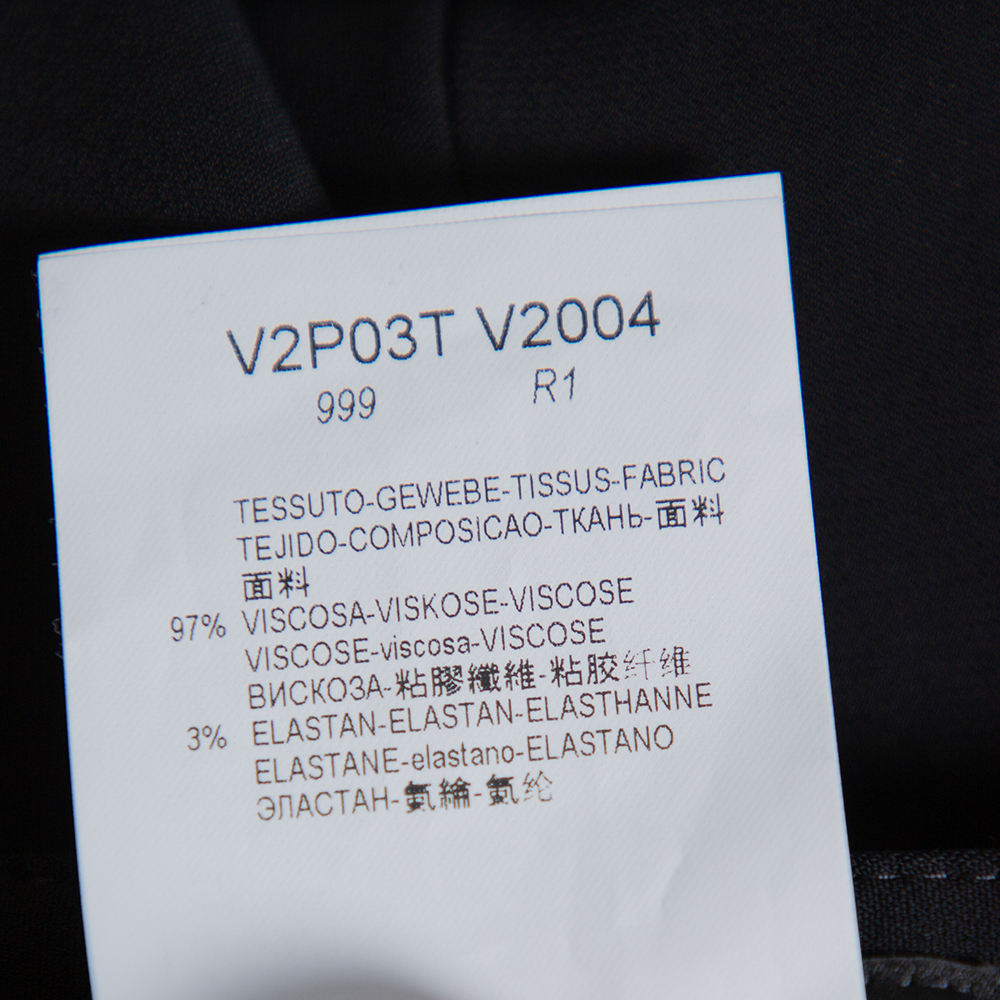 V2P03T V2004
999 R1
TESSUTO-GEWEBE-TISSUS-FABRIC
TEJIDO-COMPOSICAO-ТКАНЬ-面料
面料
97% VISCOSA-VISKOSE-VISCOSE
VISCOSE-viscosa-VISCOSE
ВИСКОЗА-粘膠纖維-粘胶纤维
3% ELASTAN-ELASTAN-ELASTHANNE
ELASTANE-elastano-ELASTANO
ЭЛАСТАН-氨綸-氨纶